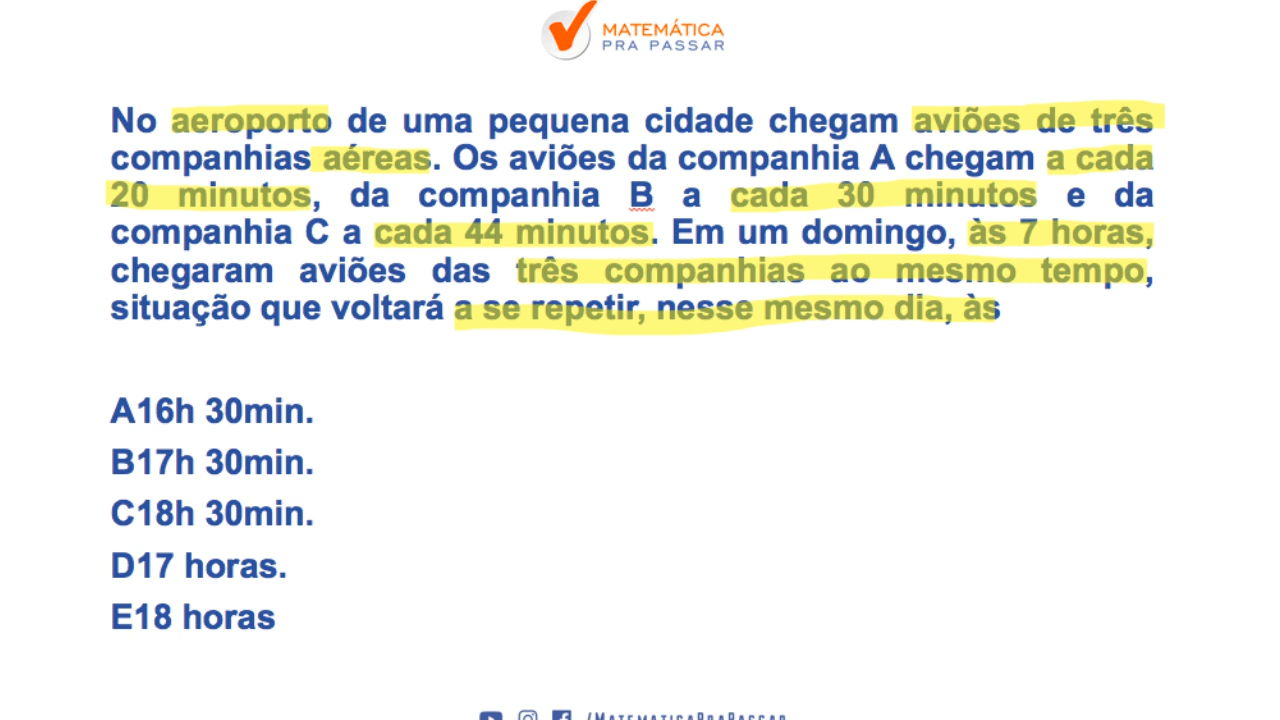 MATEMÁTICA
PRA PASSAR
No aeroporto de uma pequena cidade chegam aviões de três
companhias aéreas. Os aviões da companhia A chegam a cada
20 minutos, da companhia B a cada 30 minutos e da
companhia C a cada 44 minutos. Em um domingo, às 7 horas,
chegaram aviões das três companhias ao mesmo tempo,
situação que voltará a se repetir, nesse mesmo dia, às
A16h 30min.
B17h 30min.
C18h 30min.
D17 horas.
E18 horas
/MATEMATICAPRAPASSAR